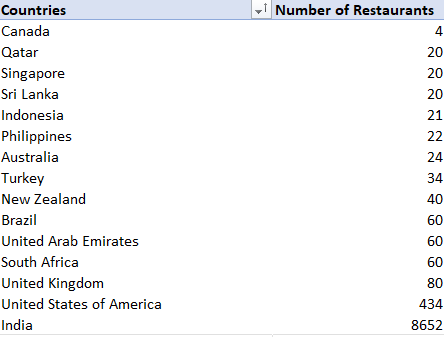 Countries Number of Restaurants
Canada 4
Qatar 20
Singapore 20
Sri Lanka 20
Indonesia 21
Philippines 22
Australia 24
Turkey 34
New Zealand 40
Brazil 60
United Arab Emirates 60
South Africa 60
United Kingdom 80
United States of America 434
India 8652